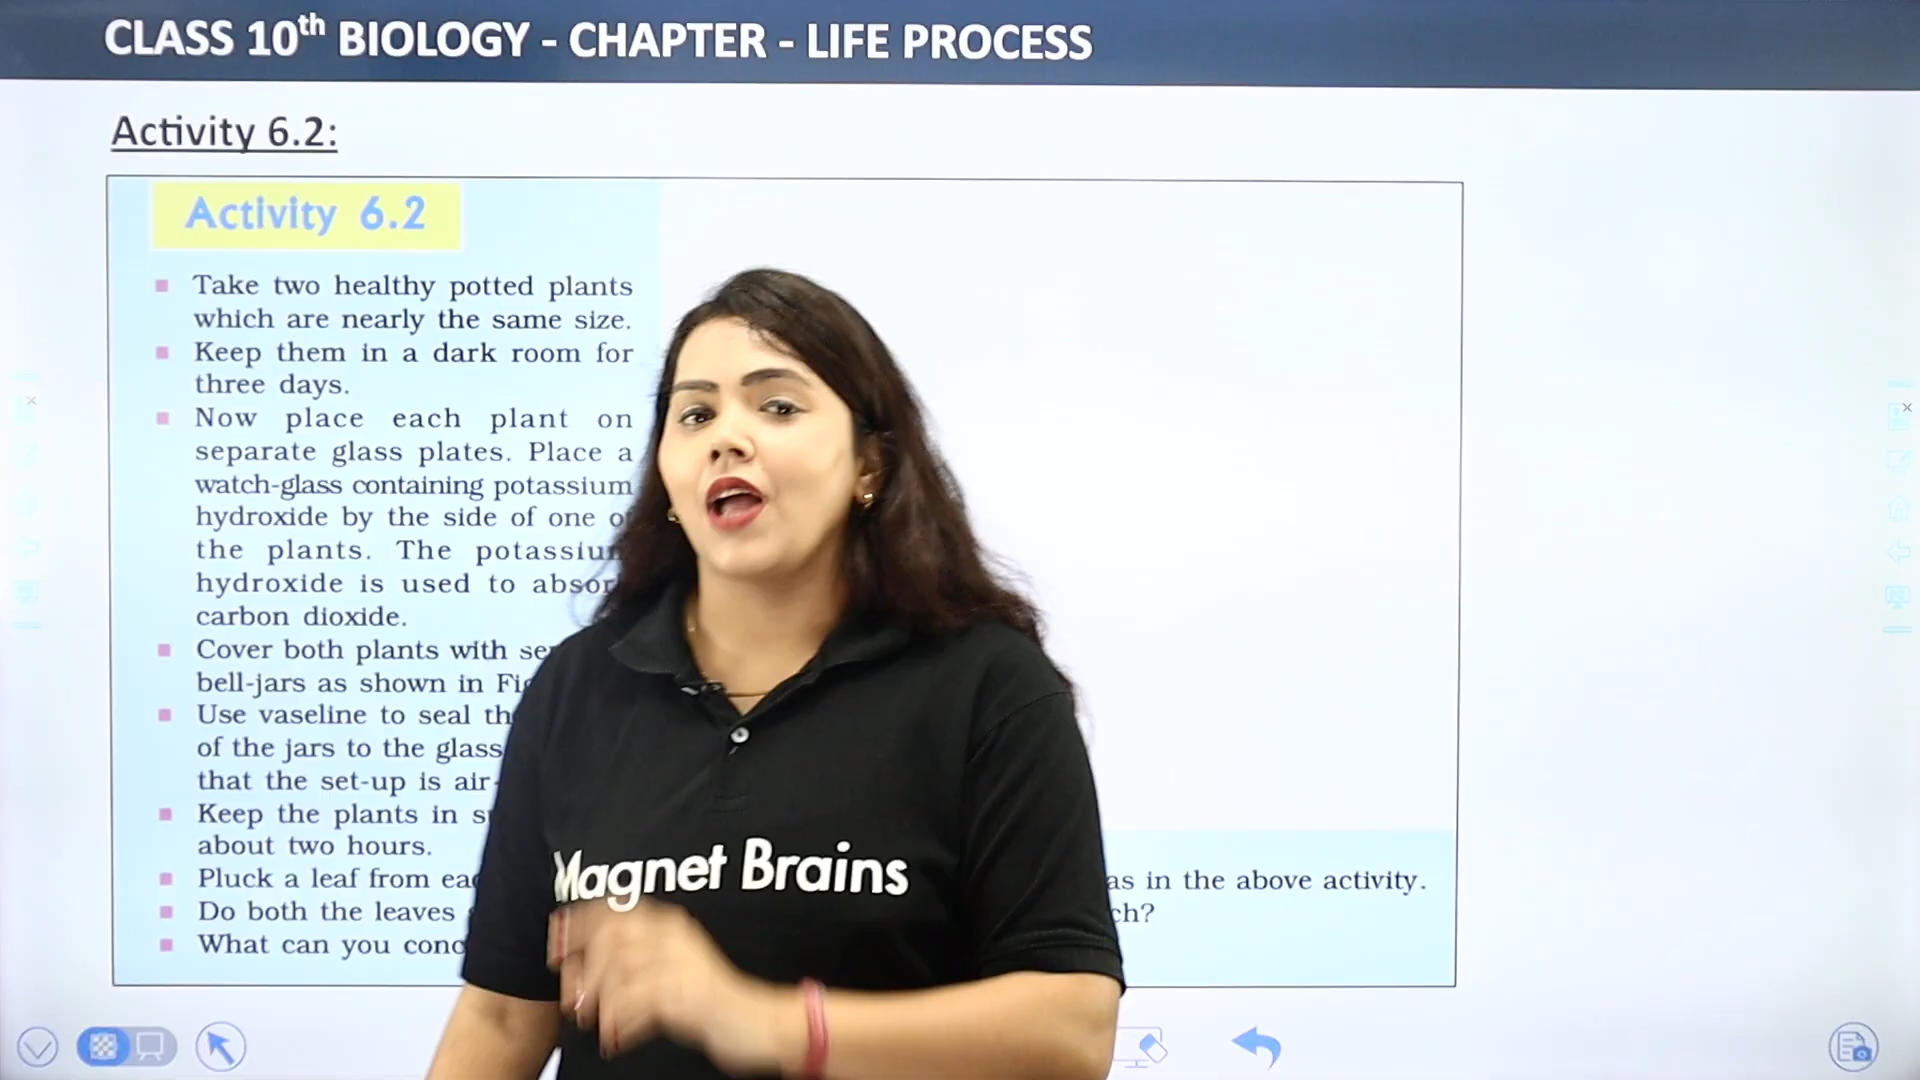 CLASS 10th BIOLOGY - CHAPTER - LIFE PROCESS
Activity 6.2:
Activity 6.2
Take two healthy potted plants
which are nearly the same size.
Keep them in a dark room for
three days.
Now place each plant on
separate glass plates. Place a
watch-glass containing potassium
hydroxide by the side of one
the plants. The
hydroxide is used to
carbon dioxide.
Cover both plants with
bell-jars as shown in
Use vaseline to seal
of the jars to the glass
that the set-up is
Keep the plants in
about two hours.
Pluck a leaf from as in the above activity.
Do both the leaves
What can you
Magnet Brains